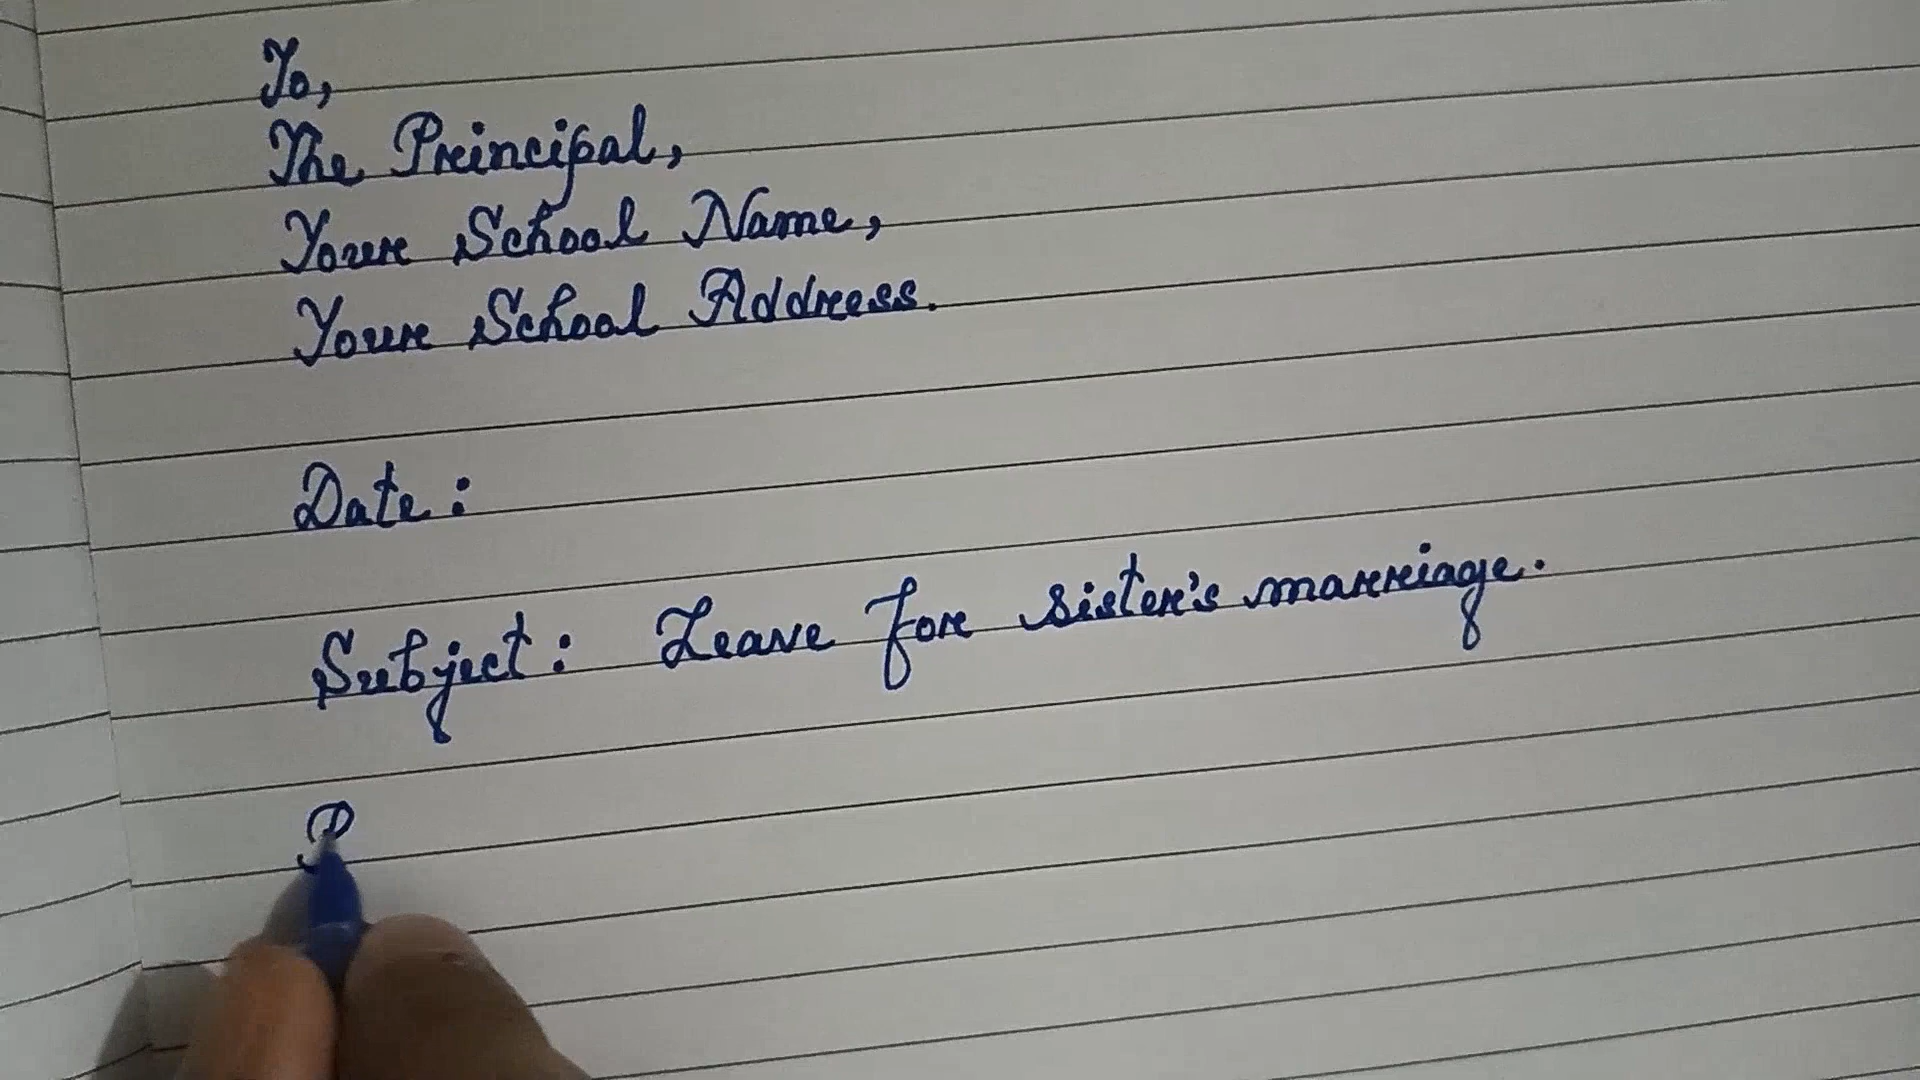 To,
The Principal,
Your School Name,
Your School Address.
Date:
Subject: Leave for sister's marriage.
R